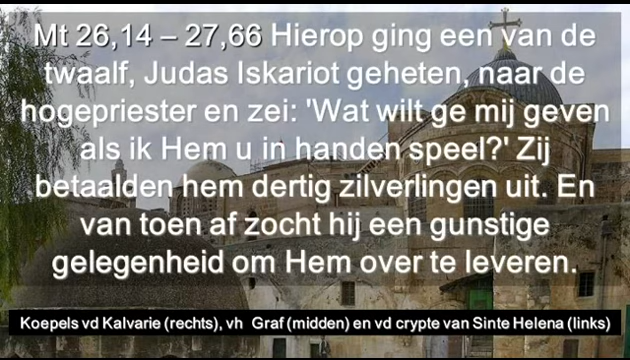 Mt 26,14 – 27,66 Hierop ging een van de
twaalf, Judas Iskariot geheten, naar de
hogepriester en zei: 'Wat wilt ge mij geven
als ik Hem u in handen speel?' Zij
betaalden hem dertig zilverlingen uit. En
van toen af zocht hij een gunstige
gelegenheid om Hem over te leveren.
Koepels vd Kalvarie (rechts), vh Graf (midden) en vd crypte van Sinte Helena (links)